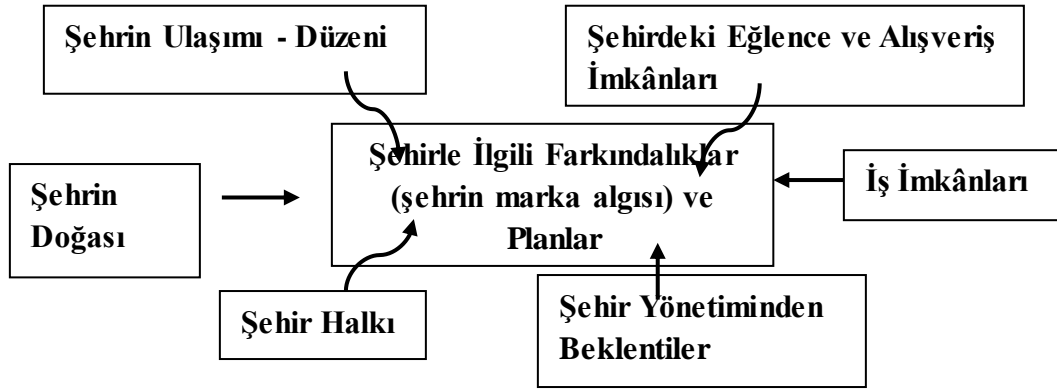 Şehrin Ulaşımı - Düzeni
Şehirdeki Eğlence ve Alışveriş
İmkânları
Şehirle İlgili Farkındalıklar
(şehrin marka algısı) ve
Planlar
Şehrin
Doğası
İş İmkânları
Şehir Halkı
Şehir Yönetiminden
Beklentiler